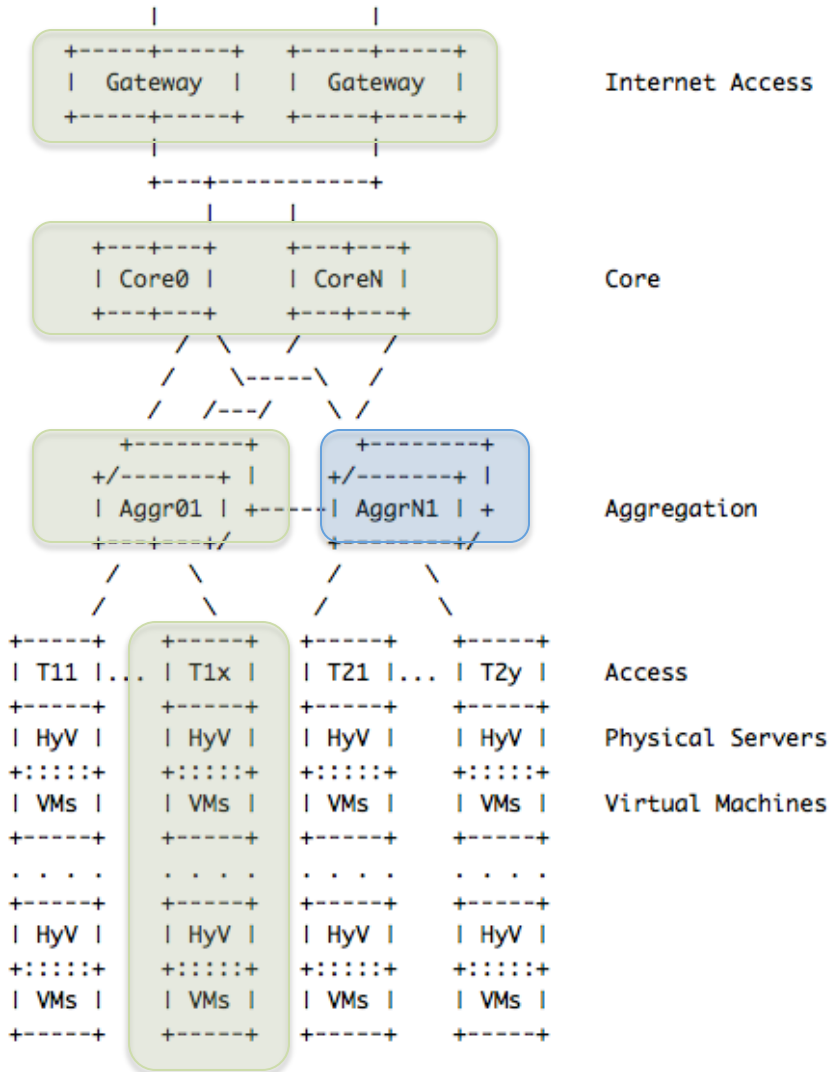 |              |
+-----+-----+  +-----+-----+
|  Gateway  |  |  Gateway  |        Internet Access
+-----+-----+  +-----+-----+
      |              |
      +---+----------+
          |    |
  +---+---+    +---+---+
  | Core0 |    | CoreN |            Core
  +---+---+    +---+---+
       /  \    /      /
      /    \-----\   /
     /   /---/    \ /
   +--------+      +--------+
 +/-------+ |    +/-------+ |
 | Aggr01 | +-----| AggrN1 | +      Aggregation
 +---+---+/      +--------+/
  /     \         /      \
 /       \       /        \
+-----+   +-----+  +-----+   +-----+
| T11 |... | T1x |  | T21 |... | T2y |   Access
+-----+   +-----+  +-----+   +-----+
| HyV |   | HyV |  | HyV |   | HyV |   Physical Servers
+:::::+   +:::::+  +:::::+   +:::::+
| VMs |   | VMs |  | VMs |   | VMs |   Virtual Machines
+-----+   +-----+  +-----+   +-----+
. . . .   . . . .  . . . .   . . . .
+-----+   +-----+  +-----+   +-----+
| HyV |   | HyV |  | HyV |   | HyV |
+:::::+   +:::::+  +:::::+   +:::::+
| VMs |   | VMs |  | VMs |   | VMs |
+-----+   +-----+  +-----+   +-----+